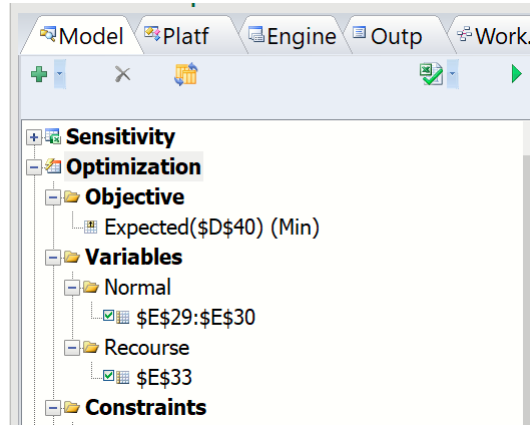 Model Platf Engine Outp Work.
Sensitivity
Optimization
Objective
Expected($D$40) (Min)
Variables
Normal
$E$29:$E$30
Recourse
$E$33
Constraints